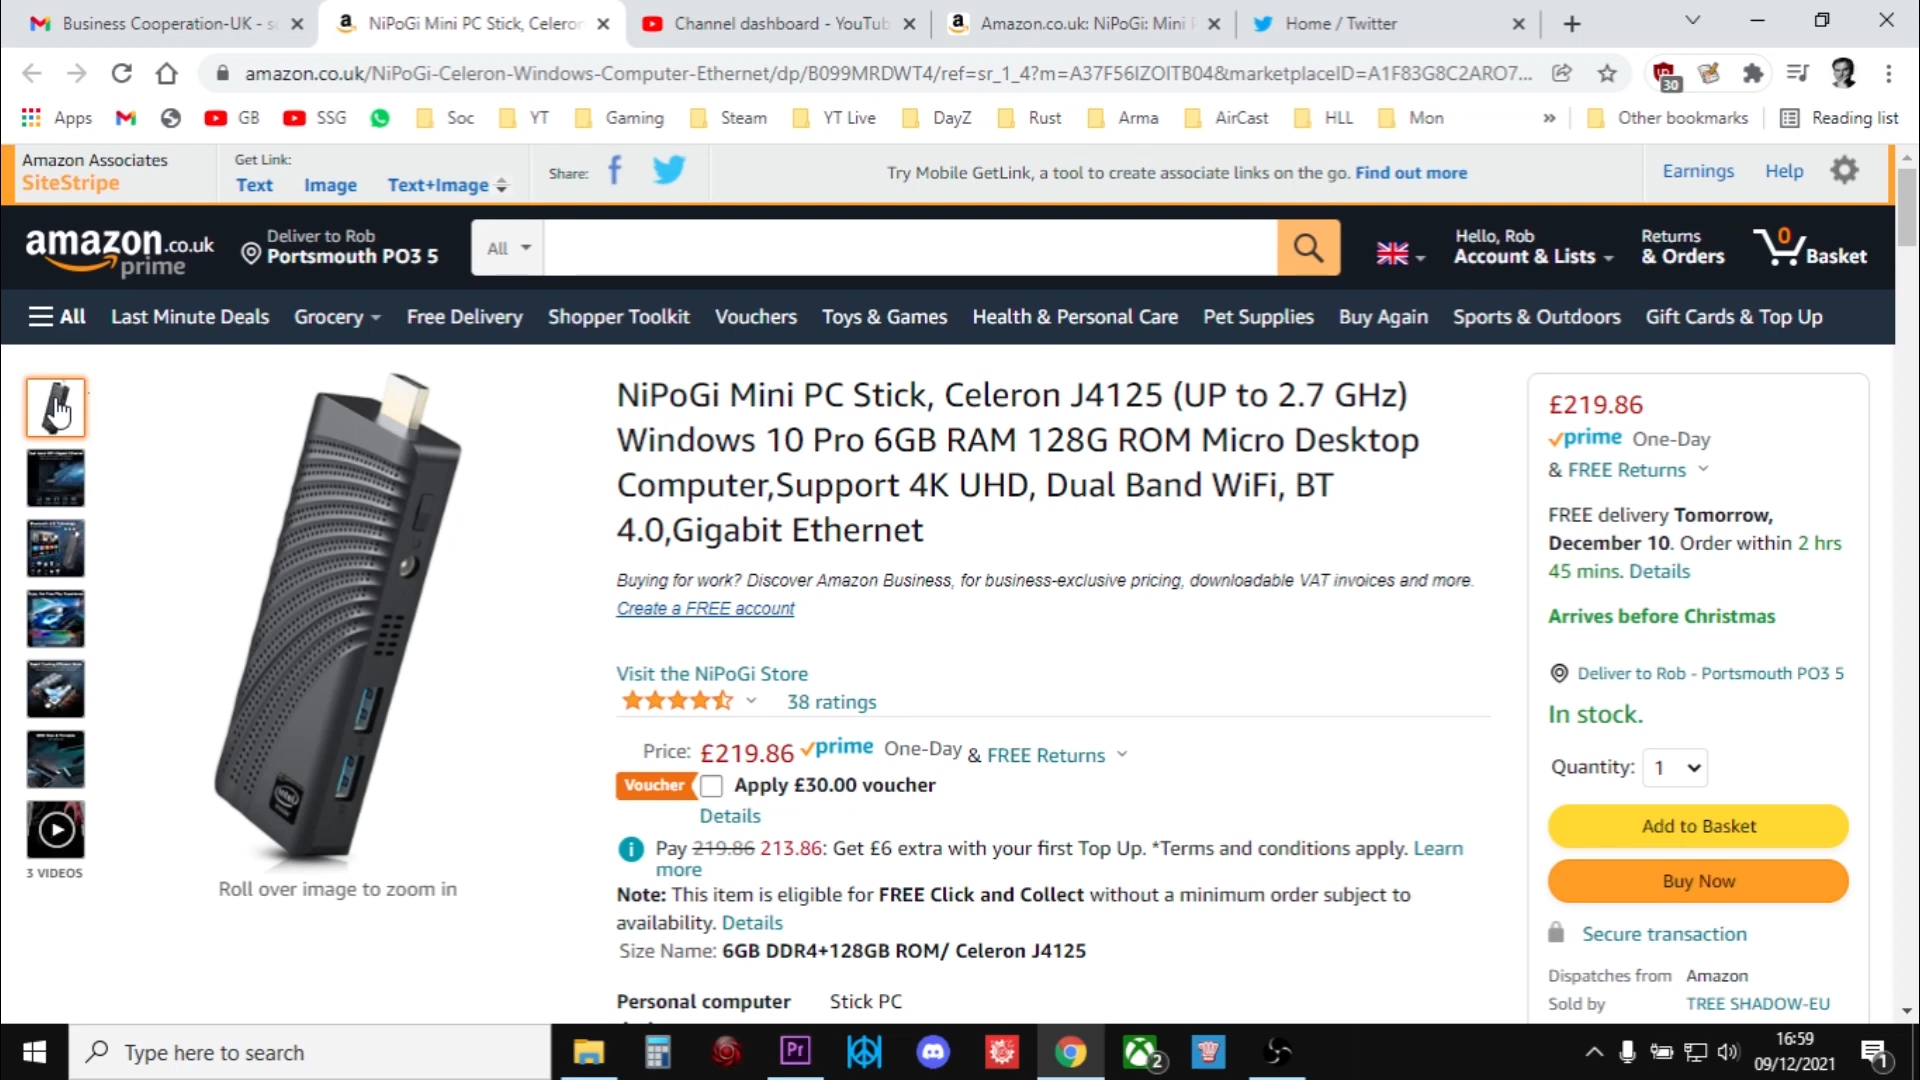 Business Cooperation-UK - s
NiPoGi Mini PC Stick, Celeron
Channel dashboard - YouTub
Amazon.co.uk: NiPoGi: Mini
Home / Twitter
amazon.co.uk/NiPoGi-Celeron-Windows-Computer-Ethernet/dp/B099MRDWT4/ref=sr_1_4?m=A37F56IZOITB04&marketplaceID=A1F83G8C2ARO7...
30
Apps GB SSG Soc YT Gaming Steam YT Live DayZ Rust Arma AirCast HLL Mon » Other bookmarks Reading list
Amazon Associates
SiteStripe
Get Link:
Text Image Text+Image
Share:
Try Mobile GetLink, a tool to create associate links on the go. Find out more
Earnings Help
amazon.co.uk
prime
Deliver to Rob
Portsmouth PO3 5
All
Hello, Rob
Account & Lists
Returns
& Orders
0
Basket
All Last Minute Deals Grocery Free Delivery Shopper Toolkit Vouchers Toys & Games Health & Personal Care Pet Supplies Buy Again Sports & Outdoors Gift Cards & Top Up
3 VIDEOS
intel
Roll over image to zoom in
NiPoGi Mini PC Stick, Celeron J4125 (UP to 2.7 GHz)
Windows 10 Pro 6GB RAM 128G ROM Micro Desktop
Computer,Support 4K UHD, Dual Band WiFi, BT
4.0,Gigabit Ethernet
Buying for work? Discover Amazon Business, for business-exclusive pricing, downloadable VAT invoices and more.
Create a FREE account
Visit the NiPoGi Store
38 ratings
Price: £219.86 prime One-Day & FREE Returns
Voucher Apply £30.00 voucher
Details
Pay 219.86 213.86: Get £6 extra with your first Top Up. *Terms and conditions apply. Learn
more
Note: This item is eligible for FREE Click and Collect without a minimum order subject to
availability. Details
Size Name: 6GB DDR4+128GB ROM/ Celeron J4125
Personal computer Stick PC
£219.86
prime One-Day
& FREE Returns
FREE delivery Tomorrow,
December 10. Order within 2 hrs
45 mins. Details
Arrives before Christmas
Deliver to Rob - Portsmouth PO3 5
In stock.
Quantity: 1
Add to Basket
Buy Now
Secure transaction
Dispatches from Amazon
Sold by TREE SHADOW-EU
Type here to search
Pr
2
16:59
09/12/2021
1